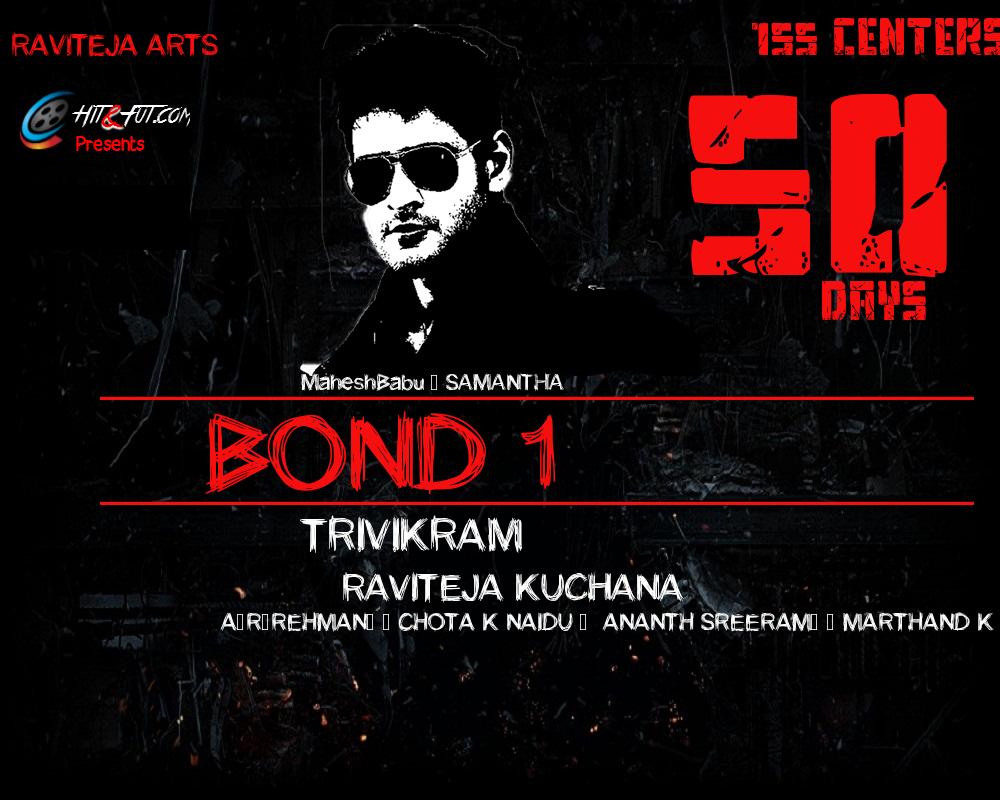 RAVITEJA ARTS
155 CENTERS
HIT&FUT.COM
Presents
50
DAYS
MaheshBabu ▯ SAMANTHA
BOND 1
TRIVIKRAM
RAVITEJA KUCHANA
A▯R▯REHMAN▯ ▯ CHOTA K NAIDU ▯ ANANTH SREERAM▯ ▯ MARTHAND K